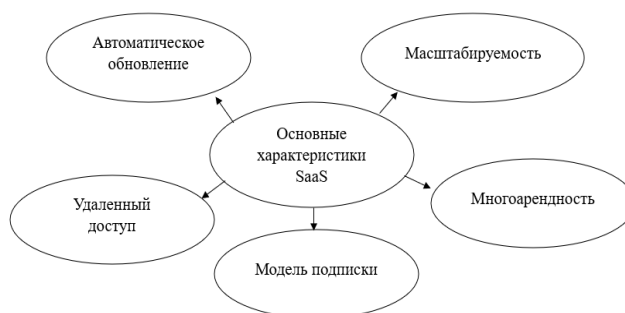 Автоматическое
обновление
Масштабируемость
Основные
характеристики
SaaS
Удаленный
доступ
Многоарендность
Модель подписки